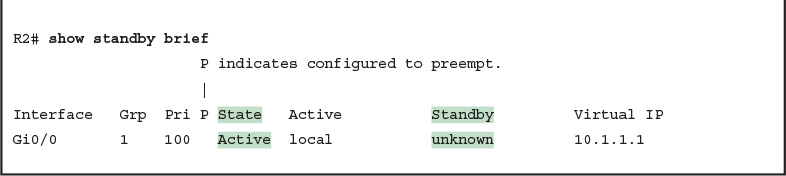 R2# show standby brief
P indicates configured to preempt.
|
Interface Grp Pri P State Active Standby Virtual IP
Gi0/0 1 100 Active local unknown 10.1.1.1